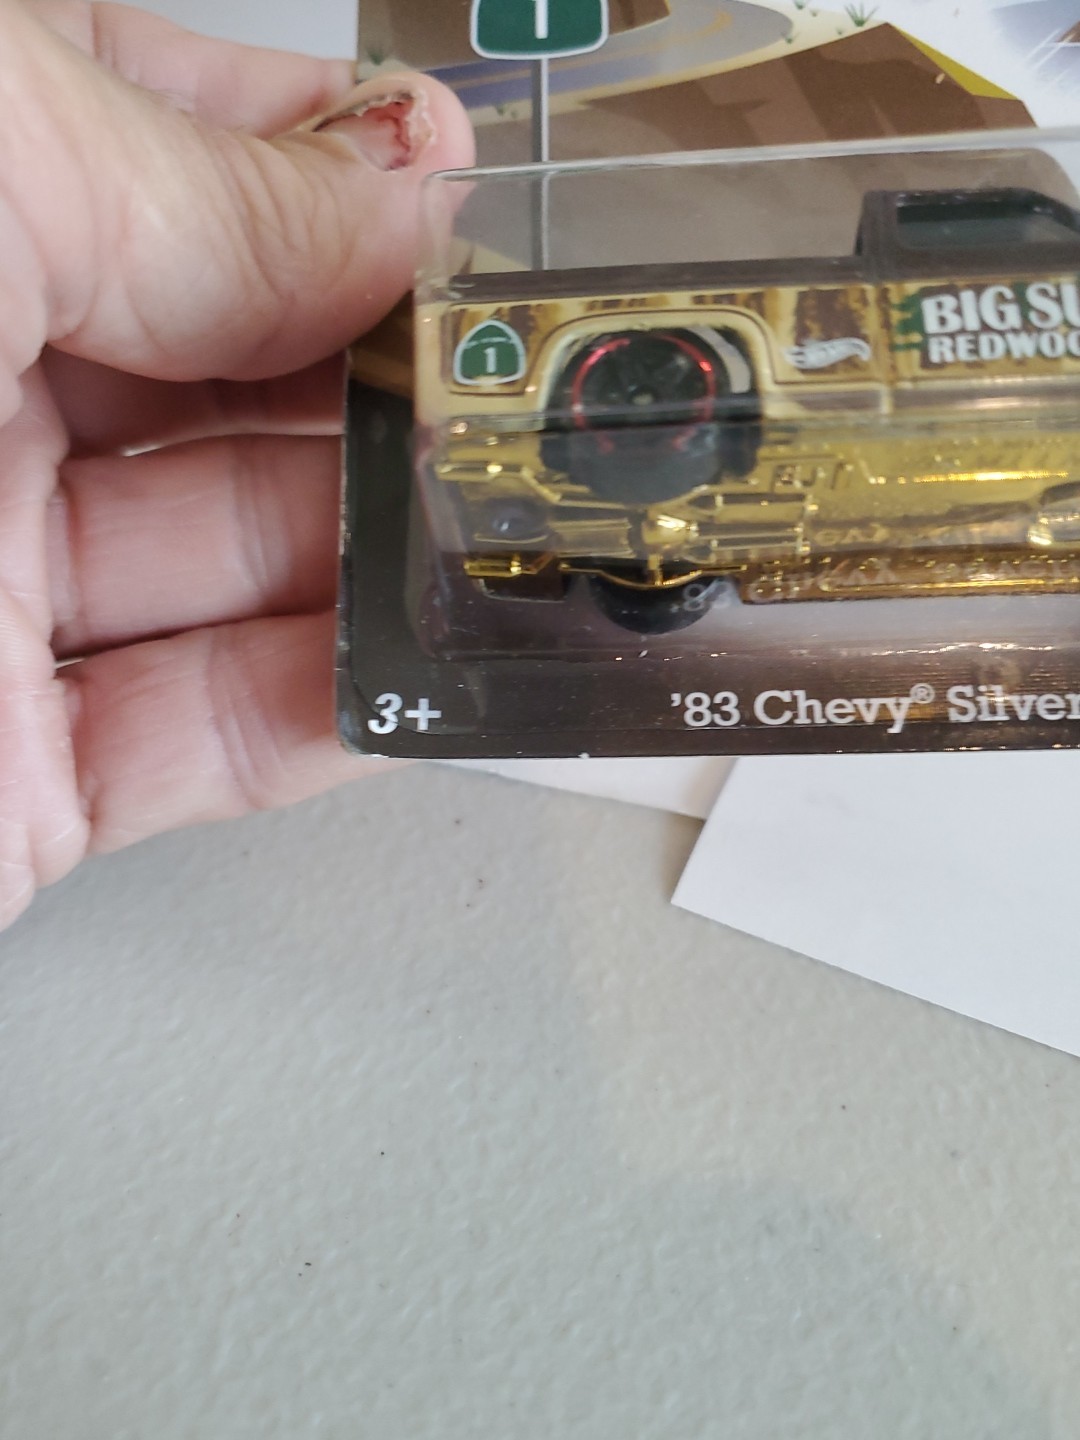 1
1
BIG SU
REDWOO
3+
'83 Chevy® Silver